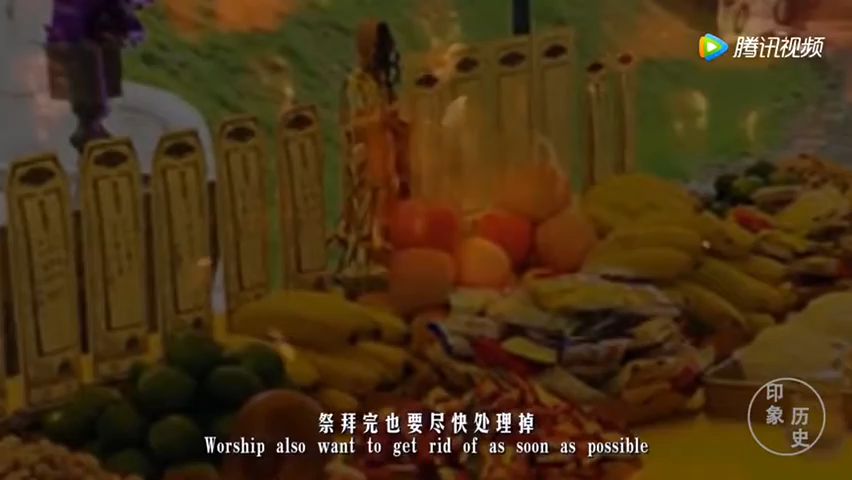 腾讯视频
祭拜完也要尽快处理掉
Worship also want to get rid of as soon as possible
印象
历史